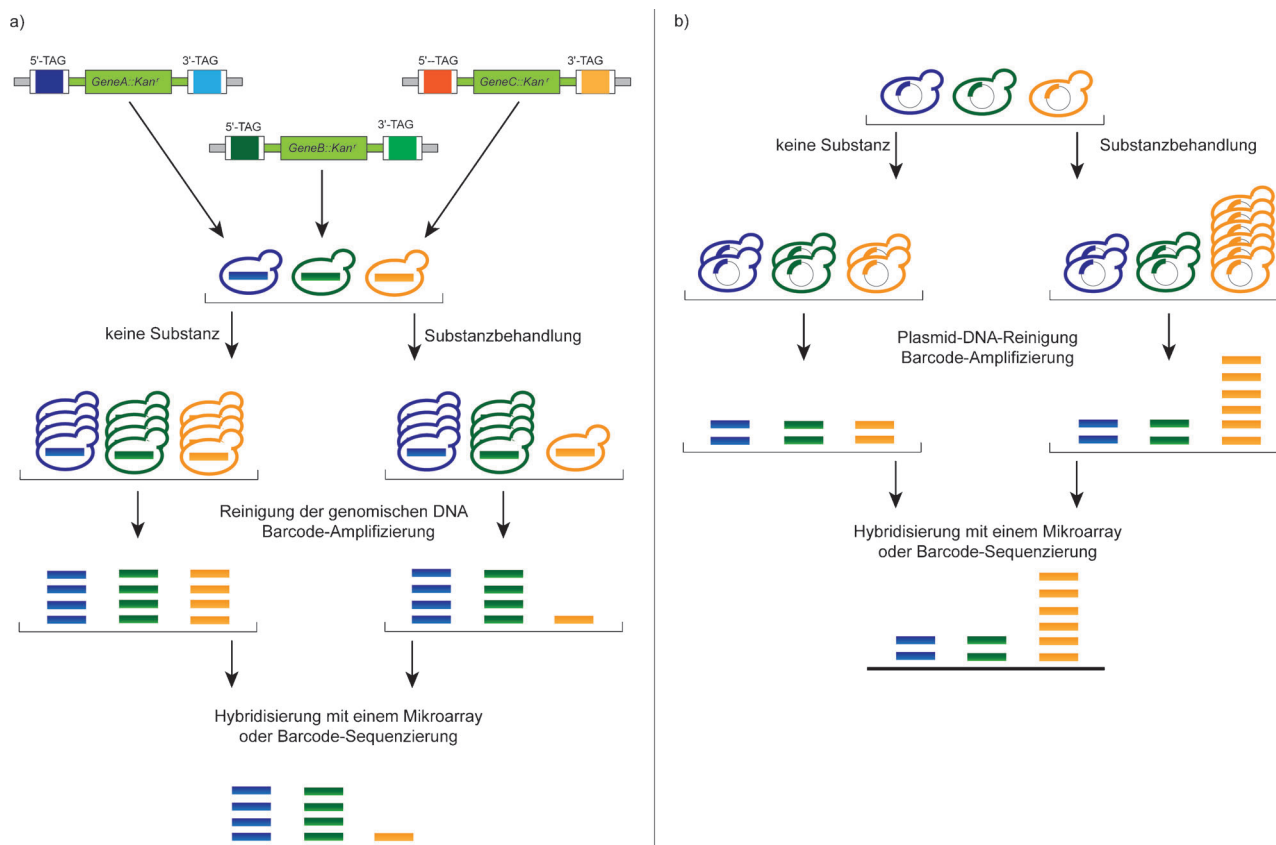 a)
5'-TAG
3'-TAG
GeneA::Kanʳ
5'--TAG
3'-TAG
GeneC::Kanʳ
5'-TAG
3'-TAG
GeneB::Kanʳ
keine Substanz
Substanzbehandlung
Reinigung der genomischen DNA
Barcode-Amplifizierung
Hybridisierung mit einem Mikroarray
oder Barcode-Sequenzierung
b)
keine Substanz
Substanzbehandlung
Plasmid-DNA-Reinigung
Barcode-Amplifizierung
Hybridisierung mit einem Mikroarray
oder Barcode-Sequenzierung